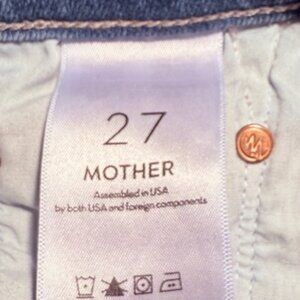 27
MOTHER
Assembled in USA
by both USA and foreign components
M